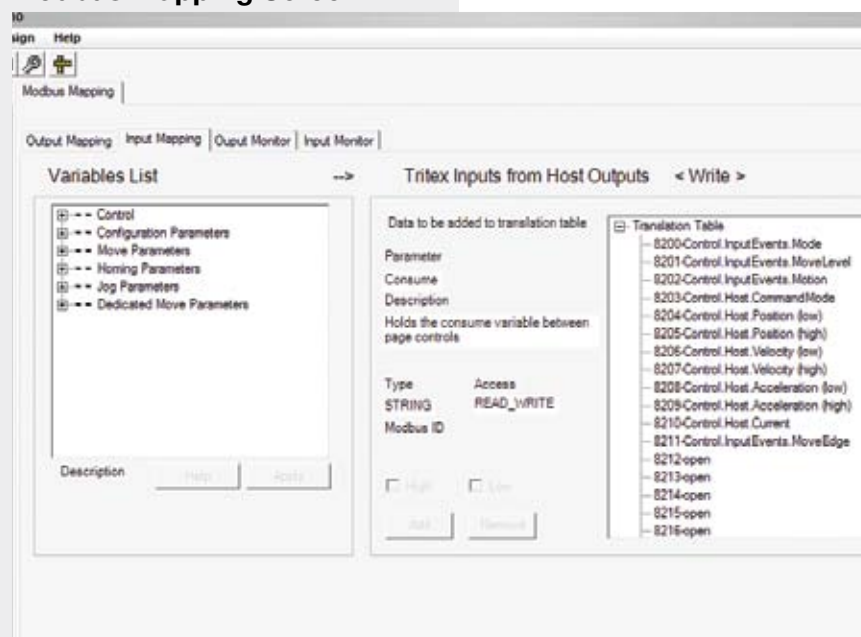 Mapping
sign Help
Modbus Mapping
Output Mapping Input Mapping Ouput Monitor Input Monitor
Variables List --> Tritex Inputs from Host Outputs < Write >
Control
Configuration Parameters
Move Parameters
Homing Parameters
Jog Parameters
Dedicated Move Parameters
Description Help Apply
Data to be added to translation table
Parameter
Consume
Description
Holds the consume variable between
page controls
Type Access
STRING READ_WRITE
Modbus ID
High Low
Add Remove
Translation Table
8200-Control.InputEvents.Mode
8201-Control.InputEvents.MoveLevel
8202-Control.InputEvents.Motion
8203-Control.Host.CommandMode
8204-Control.Host.Position (low)
8205-Control.Host.Position (high)
8206-Control.Host.Velocity (low)
8207-Control.Host.Velocity (high)
8208-Control.Host.Acceleration (low)
8209-Control.Host.Acceleration (high)
8210-Control.Host.Current
8211-Control.InputEvents.MoveEdge
8212-open
8213-open
8214-open
8215-open
8216-open